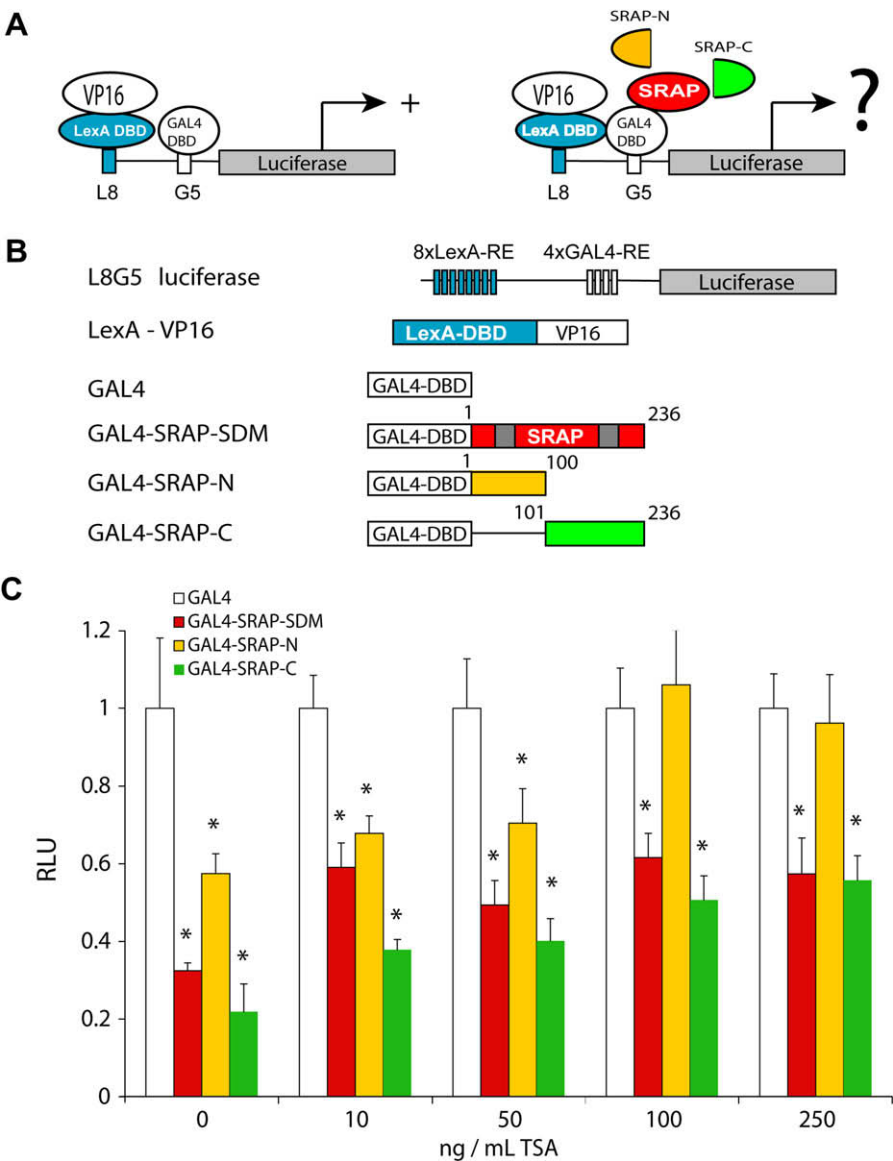 A
VP16
LexA DBD
GAL4
DBD
L8
G5
Luciferase
+
SRAP-N
SRAP-C
VP16
SRAP
LexA DBD
GAL4
DBD
L8
G5
Luciferase
?
B
8xLexA-RE
4xGAL4-RE
L8G5 luciferase
Luciferase
LexA - VP16
LexA-DBD
VP16
GAL4
GAL4-DBD
1
236
GAL4-SRAP-SDM
GAL4-DBD
SRAP
1
100
GAL4-SRAP-N
GAL4-DBD
101
236
GAL4-SRAP-C
GAL4-DBD
C
GAL4
GAL4-SRAP-SDM
GAL4-SRAP-N
GAL4-SRAP-C
1.2
1
0.8
0.6
0.4
0.2
0
RLU
* * *
* * *
* * *
* *
* *
0 10 50 100 250
ng / mL TSA